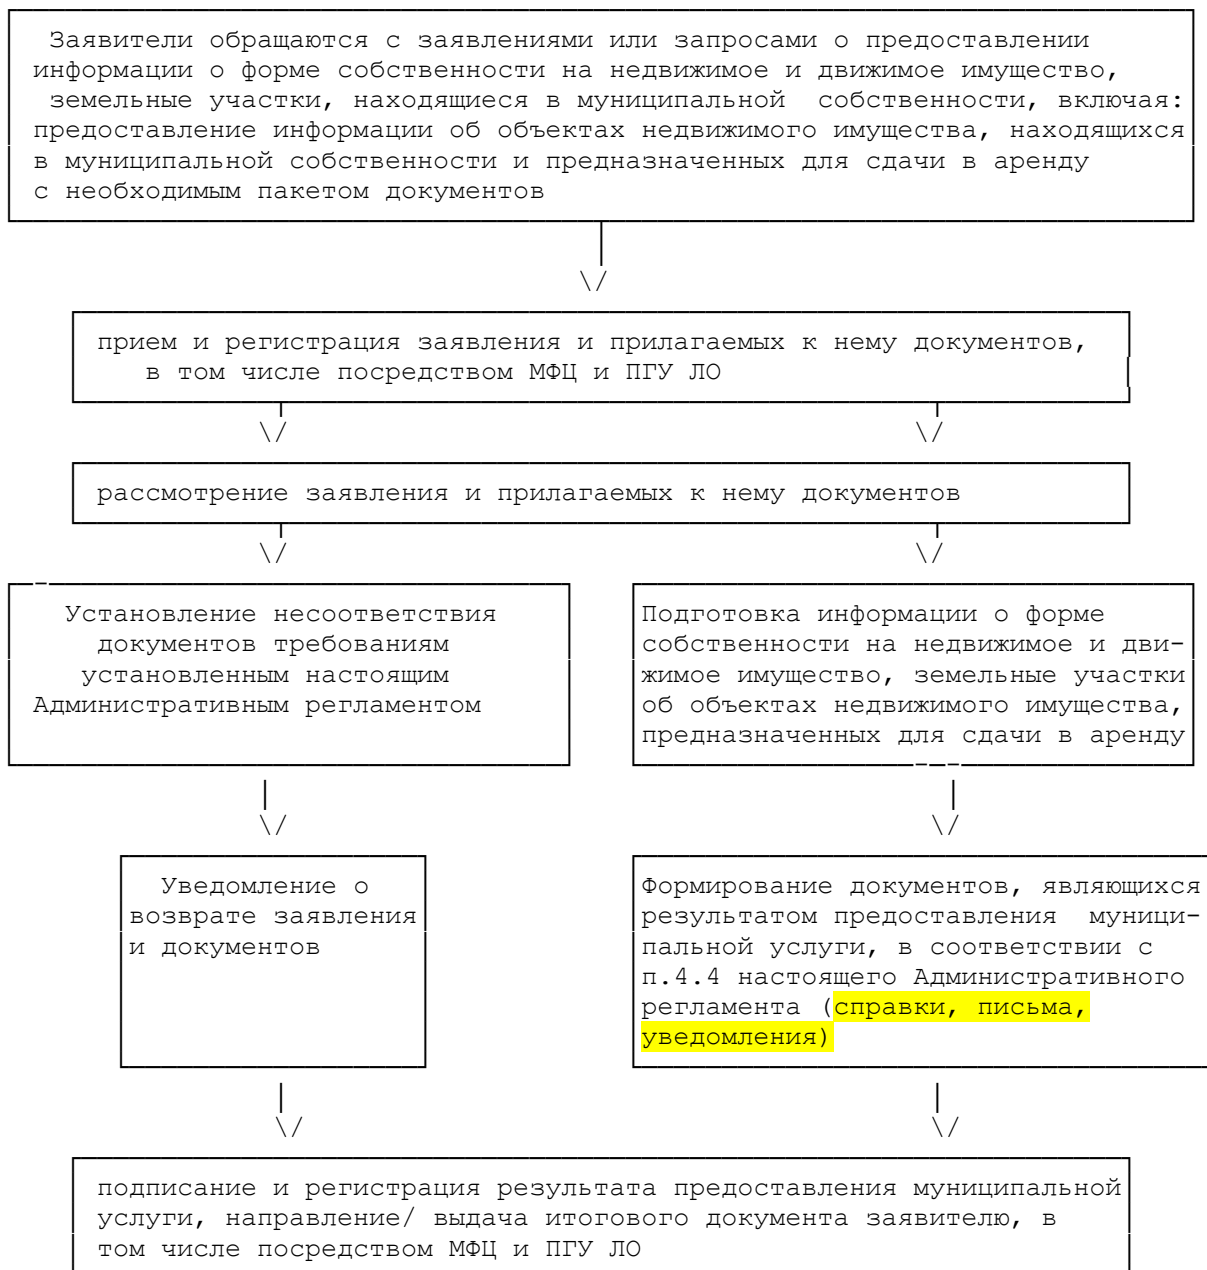 Заявители обращаются с заявлениями или запросами о предоставлении
информации о форме собственности на недвижимое и движимое имущество,
земельные участки, находящиеся в муниципальной собственности, включая:
предоставление информации об объектах недвижимого имущества, находящихся
в муниципальной собственности и предназначенных для сдачи в аренду
с необходимым пакетом документов
прием и регистрация заявления и прилагаемых к нему документов,
в том числе посредством МФЦ и ПГУ ЛО
рассмотрение заявления и прилагаемых к нему документов
Установление несоответствия
документов требованиям
установленным настоящим
Административным регламентом
Подготовка информации о форме
собственности на недвижимое и дви-
жимое имущество, земельные участки
об объектах недвижимого имущества,
предназначенных для сдачи в аренду
Уведомление о
возврате заявления
и документов
Формирование документов, являющихся
результатом предоставления муници-
пальной услуги, в соответствии с
п.4.4 настоящего Административного
регламента (справки, письма,
уведомления)
подписание и регистрация результата предоставления муниципальной
услуги, направление/ выдача итогового документа заявителю, в
том числе посредством МФЦ и ПГУ ЛО